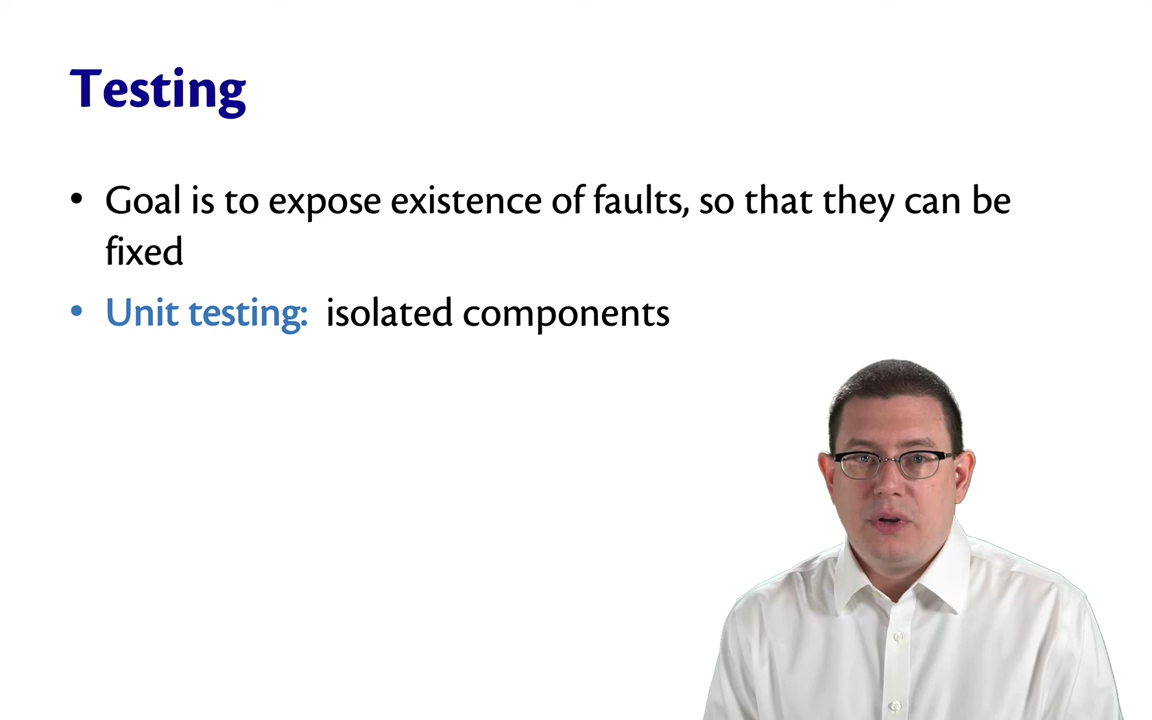 Testing
• Goal is to expose existence of faults, so that they can be
fixed
• Unit testing: isolated components